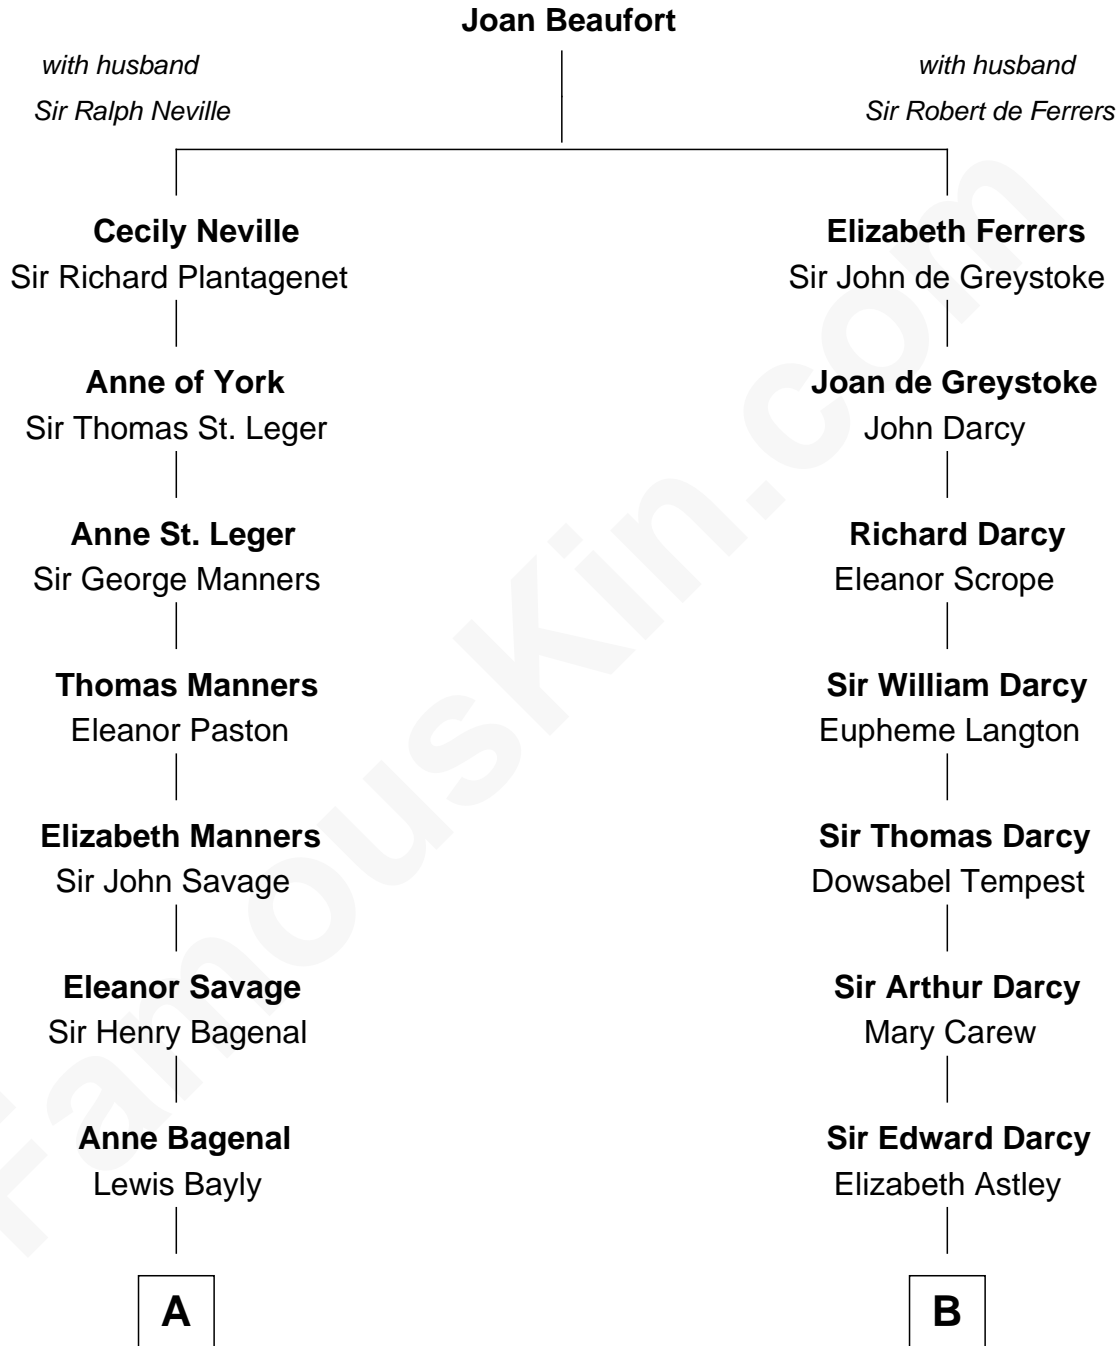 Joan Beaufort
with husband
Sir Ralph Neville
with husband
Sir Robert de Ferrers
Cecily Neville
Sir Richard Plantagenet
Anne of York
Sir Thomas St. Leger
Anne St. Leger
Sir George Manners
Thomas Manners
Eleanor Paston
Elizabeth Manners
Sir John Savage
Eleanor Savage
Sir Henry Bagenal
Anne Bagenal
Lewis Bayly
A
Elizabeth Ferrers
Sir John de Greystoke
Joan de Greystoke
John Darcy
Richard Darcy
Eleanor Scrope
Sir William Darcy
Eupheme Langton
Sir Thomas Darcy
Dowsabel Tempest
Sir Arthur Darcy
Mary Carew
Sir Edward Darcy
Elizabeth Astley
B
FamousKin.com